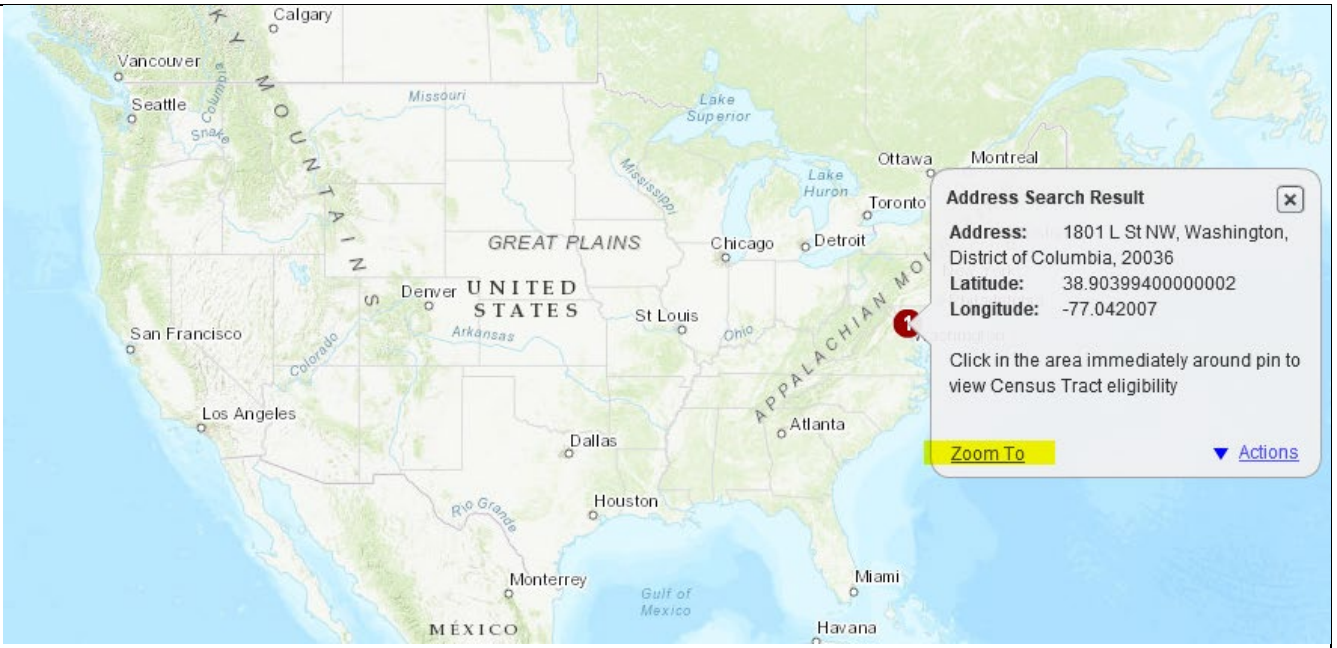 Calgary
Vancouver
Seattle
Columbia
Snake
Missouri
Lake
Superior
Mississippi
Ottawa
Montreal
Lake
Huron
Toronto
KY MOUNTAINS
GREAT PLAINS
Chicago
Detroit
Denver
UNITED
STATES
St Louis
Ohio
San Francisco
Colorado
Arkansas
APPALACHIAN MOU
Los Angeles
Atlanta
Dallas
Houston
Rio Grande
Monterrey
Gulf of
Mexico
Miami
MÉXICO
Havana
1
Address Search Result
x
Address: 1801 L St NW, Washington,
District of Columbia, 20036
Latitude: 38.90399400000002
Longitude: -77.042007
Click in the area immediately around pin to
view Census Tract eligibility
Zoom To
▼ Actions